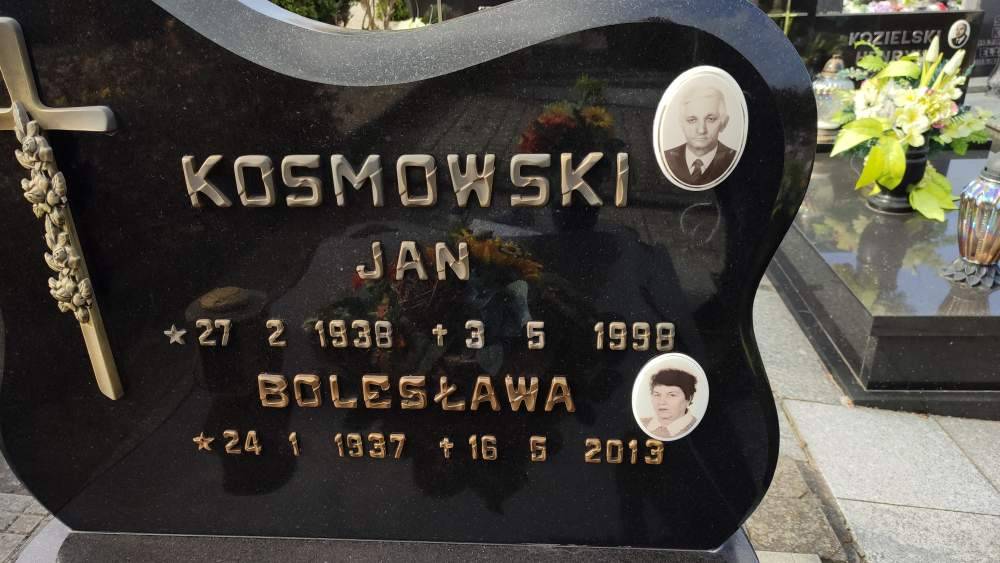 KOSMOWSKI
JAN
★27 2 1938 +3 5 1998
BOLESŁAWA
★24 1 1937 +16 5 2013
KOZIELSKI